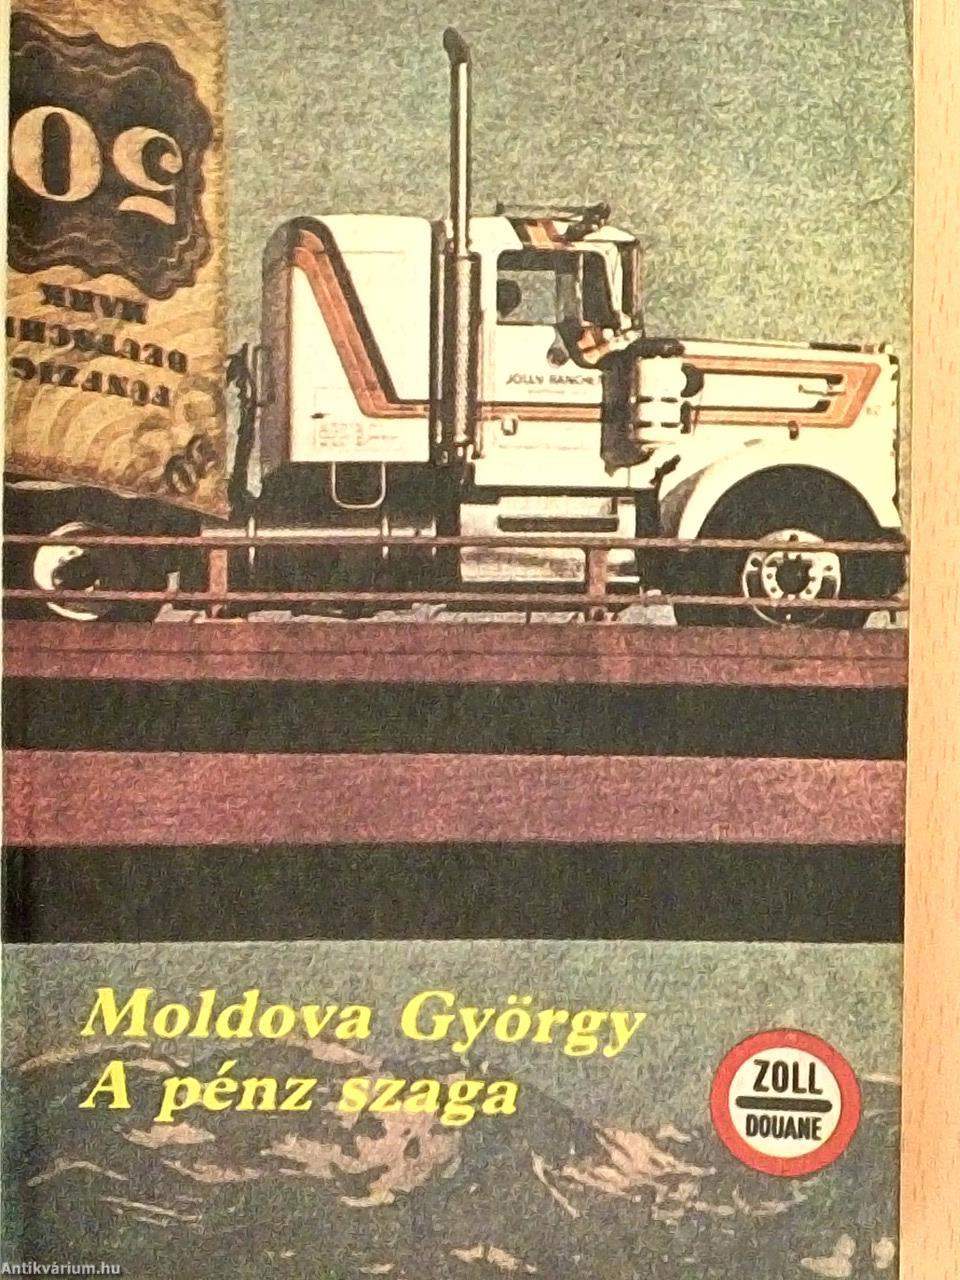 50
MARK
DEUTSCHE
FÜNFZIG
50
JOLLY RANCHER
Moldova György
A pénz szaga
ZOLL
DOUANE
Antikvárium.hu